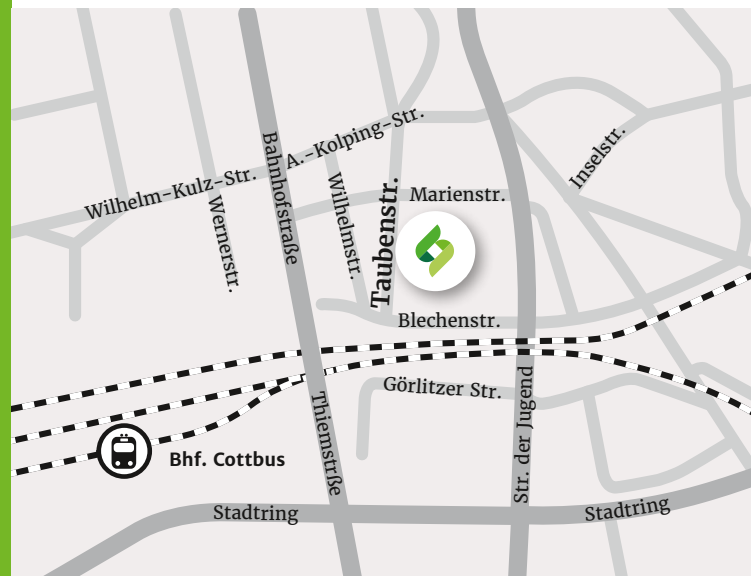 A.-Kolping-Str.
Bahnhofstraße
Inselstr.
Wilhelm-Kulz-Str.
Wernerstr.
Wilhelmstr.
Taubenstr.
Marienstr.
Blechenstr.
Görlitzer Str.
Thiemstrße
Str. der Jugend
Bhf. Cottbus
Stadtring
Stadtring